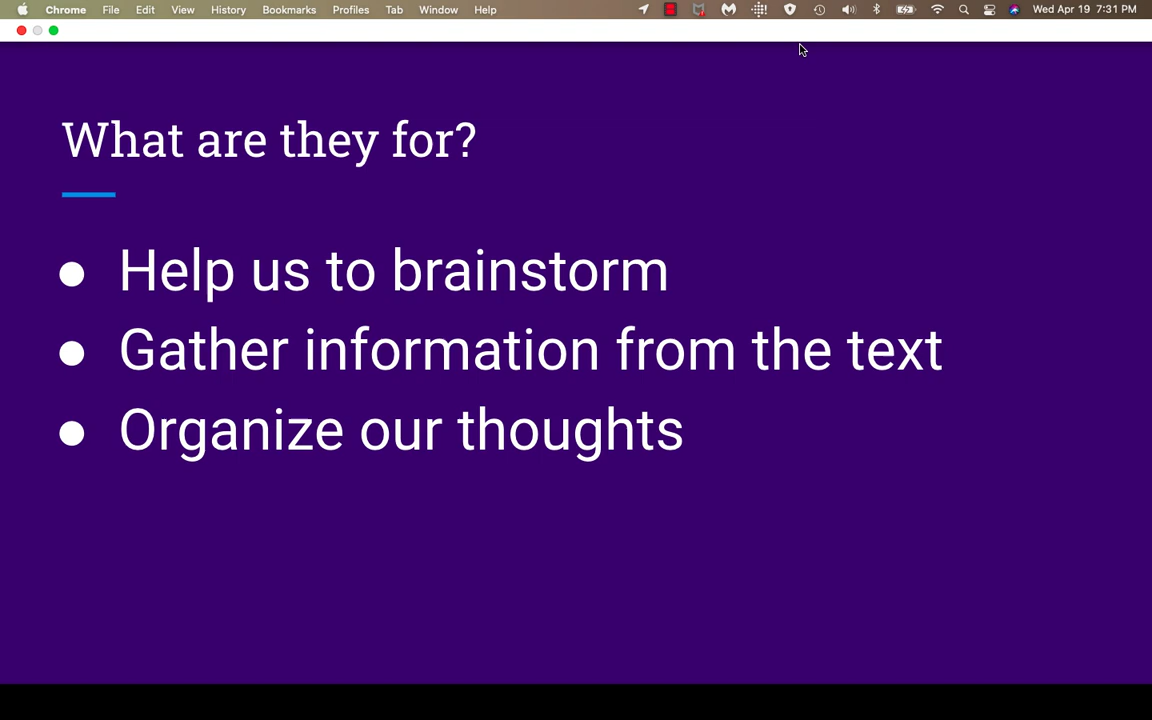 Chrome File Edit View History Bookmarks Profiles Tab Window Help Wed Apr 19 7:31 PM
What are they for?
● Help us to brainstorm
● Gather information from the text
● Organize our thoughts